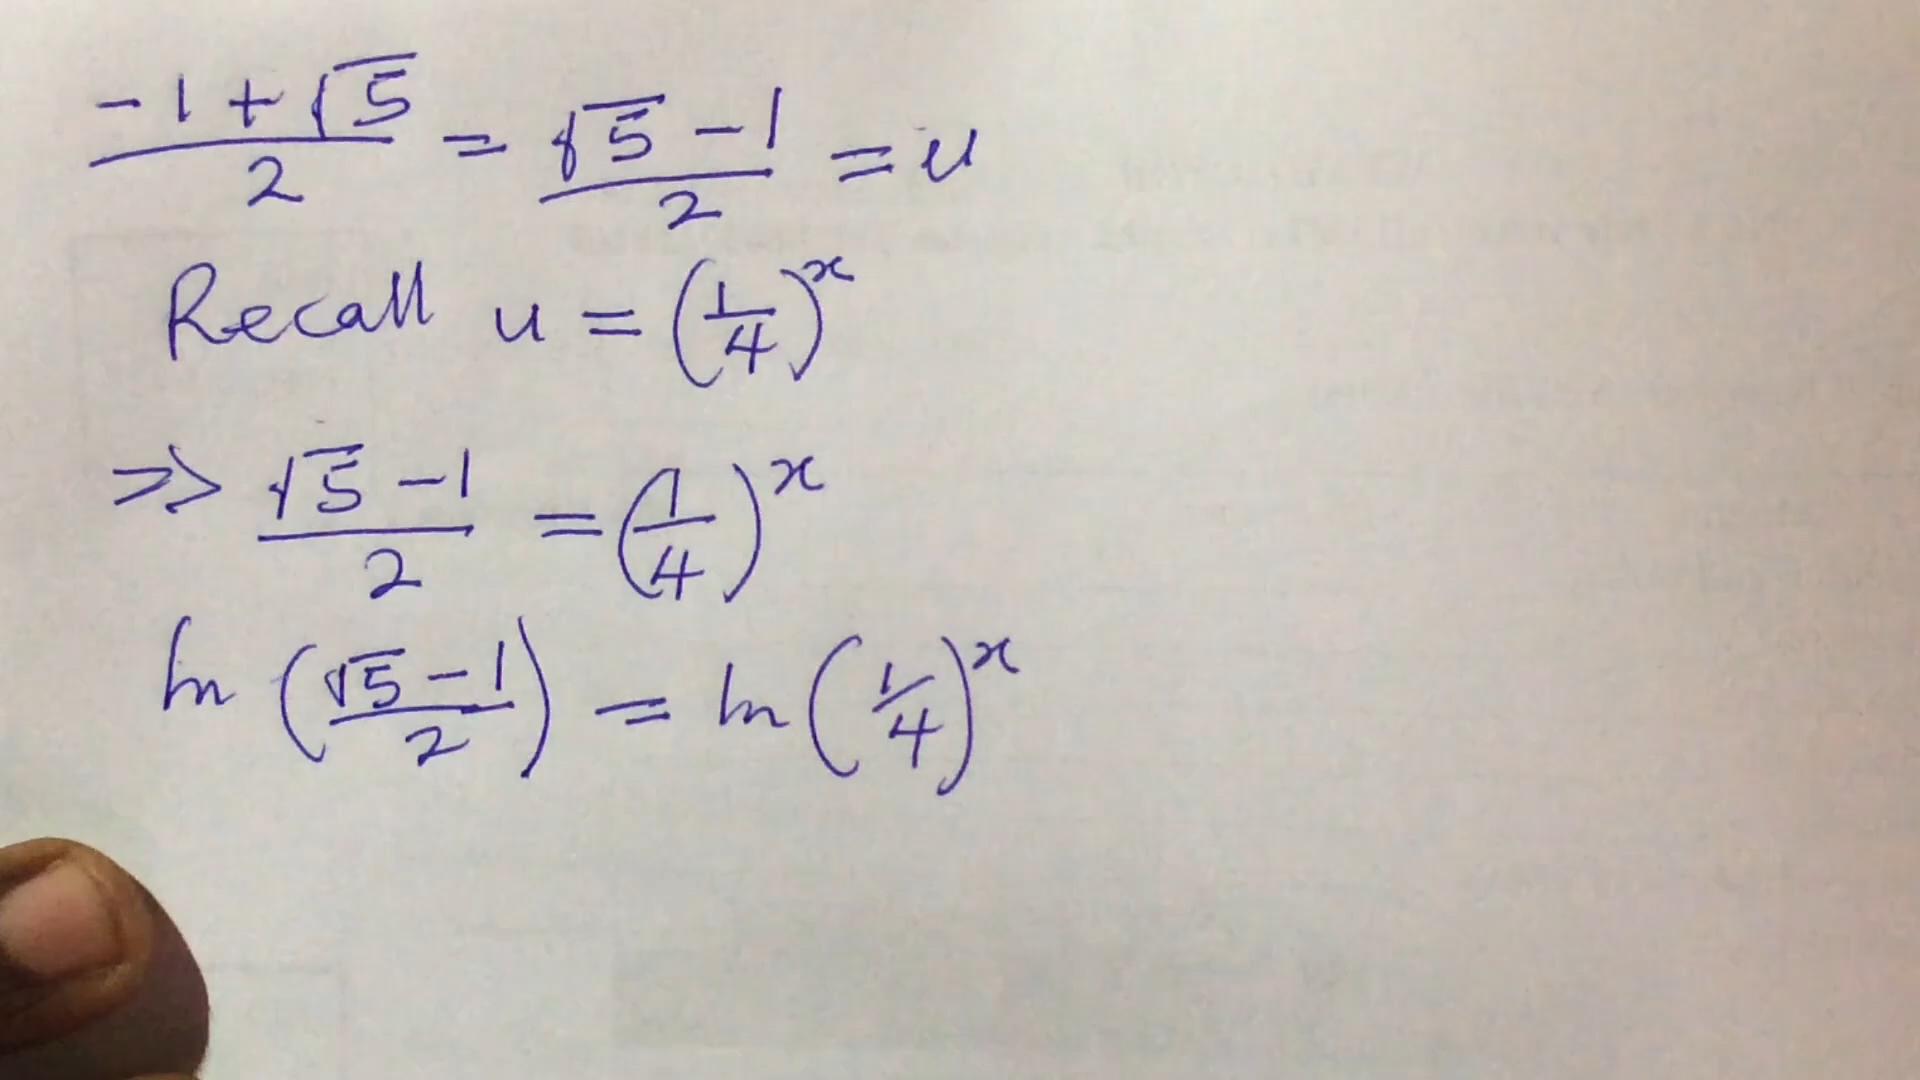 (-1+√5)/2 = (√5-1)/2 = u
Recall u = (1/4)^x
⇒> (√5-1)/2 = (1/4)^x
ln ((√5-1)/2) = ln (1/4)^x